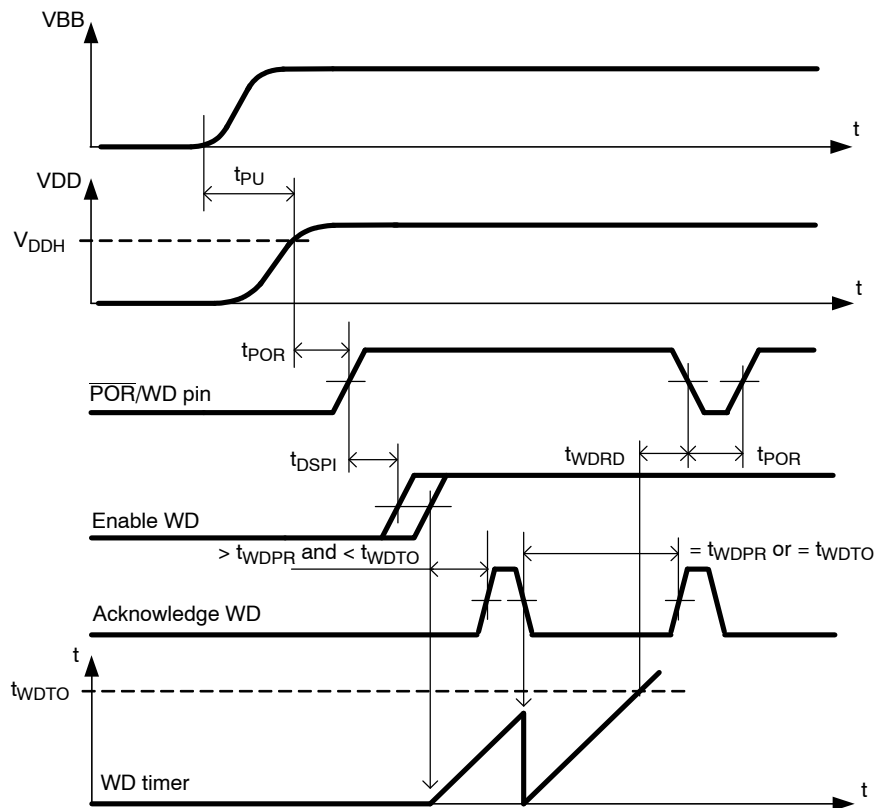 VBB
t
tPU
VDD
VDDH
t
tPOR
POR/WD pin
tDSPI
tWDRD
tPOR
Enable WD
> tWDPR and < tWDTO
= tWDPR or = tWDTO
Acknowledge WD
t
tWDTO
WD timer
t